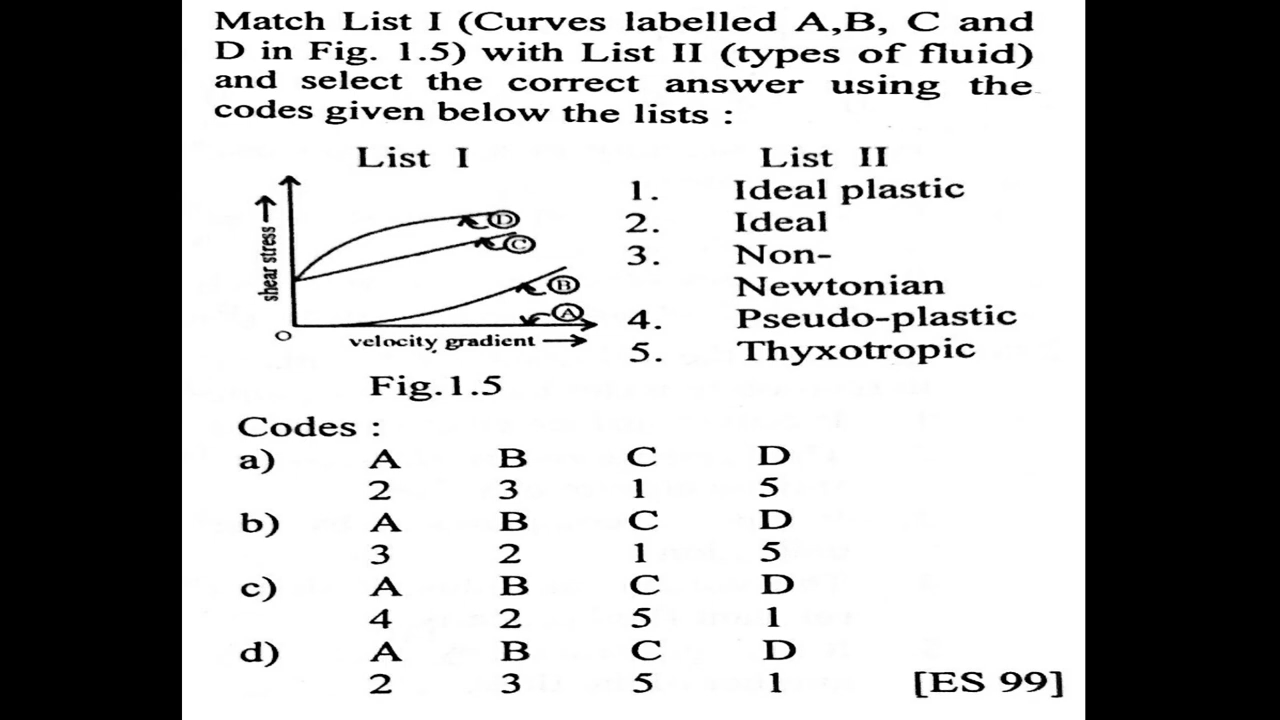 Match List I (Curves labelled A,B, C and
D in Fig. 1.5) with List II (types of fluid)
and select the correct answer using the
codes given below the lists :
List I
List II
1. Ideal plastic
2. Ideal
3. Non-
Newtonian
4. Pseudo-plastic
5. Thyxotropic
shear stress
D
C
B
A
O
velocity gradient
Fig.1.5
Codes :
a) A B C D
2 3 1 5
b) A B C D
3 2 1 5
c) A B C D
4 2 5 1
d) A B C D
2 3 5 1 [ES 99]